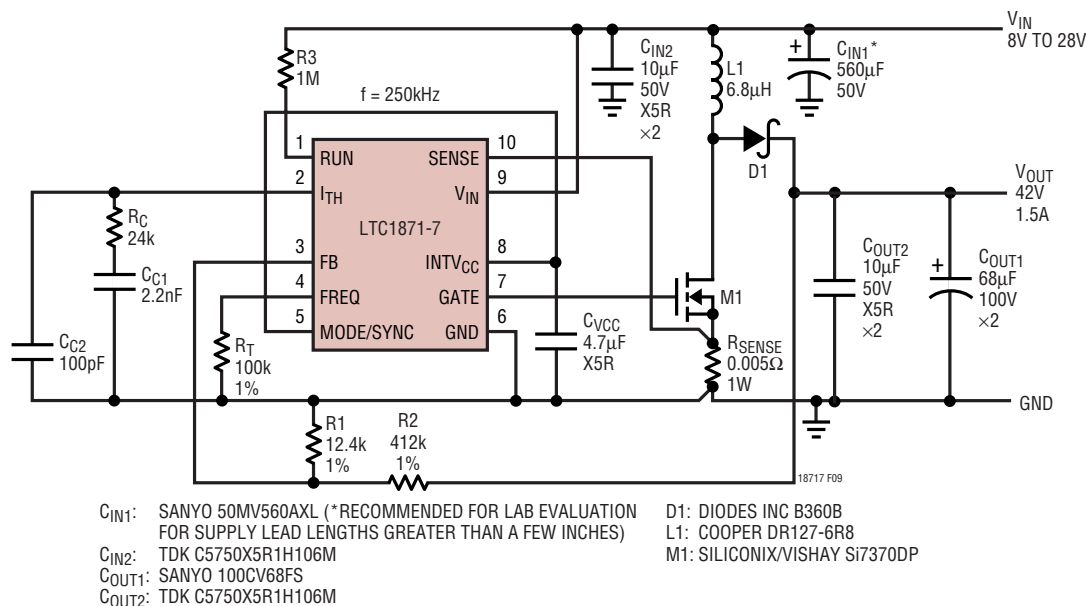 VIN
8V TO 28V
R3
1M
f = 250kHz
CIN2
10µF
50V
X5R
×2
L1
6.8µH
+
CIN1*
560µF
50V
D1
1
RUN
SENSE
10
2
ITH
VIN
9
LTC1871-7
3
FB
INTVCC
8
4
FREQ
GATE
7
5
MODE/SYNC
GND
6
RC
24k
CC1
2.2nF
CC2
100pF
RT
100k
1%
CVCC
4.7µF
X5R
M1
RSENSE
0.005Ω
1W
VOUT
42V
1.5A
COUT2
10µF
50V
X5R
×2
+
COUT1
68µF
100V
×2
GND
R1
12.4k
1%
R2
412k
1%
18717 F09
CIN1: SANYO 50MV560AXL (*RECOMMENDED FOR LAB EVALUATION
FOR SUPPLY LEAD LENGTHS GREATER THAN A FEW INCHES)
CIN2: TDK C5750X5R1H106M
COUT1: SANYO 100CV68FS
COUT2: TDK C5750X5R1H106M
D1: DIODES INC B360B
L1: COOPER DR127-6R8
M1: SILICONIX/VISHAY Si7370DP